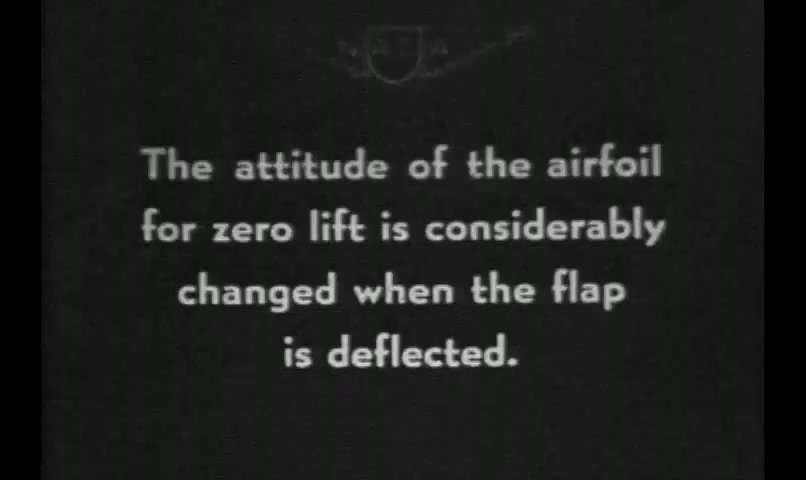 The attitude of the airfoil
for zero lift is considerably
changed when the flap
is deflected.